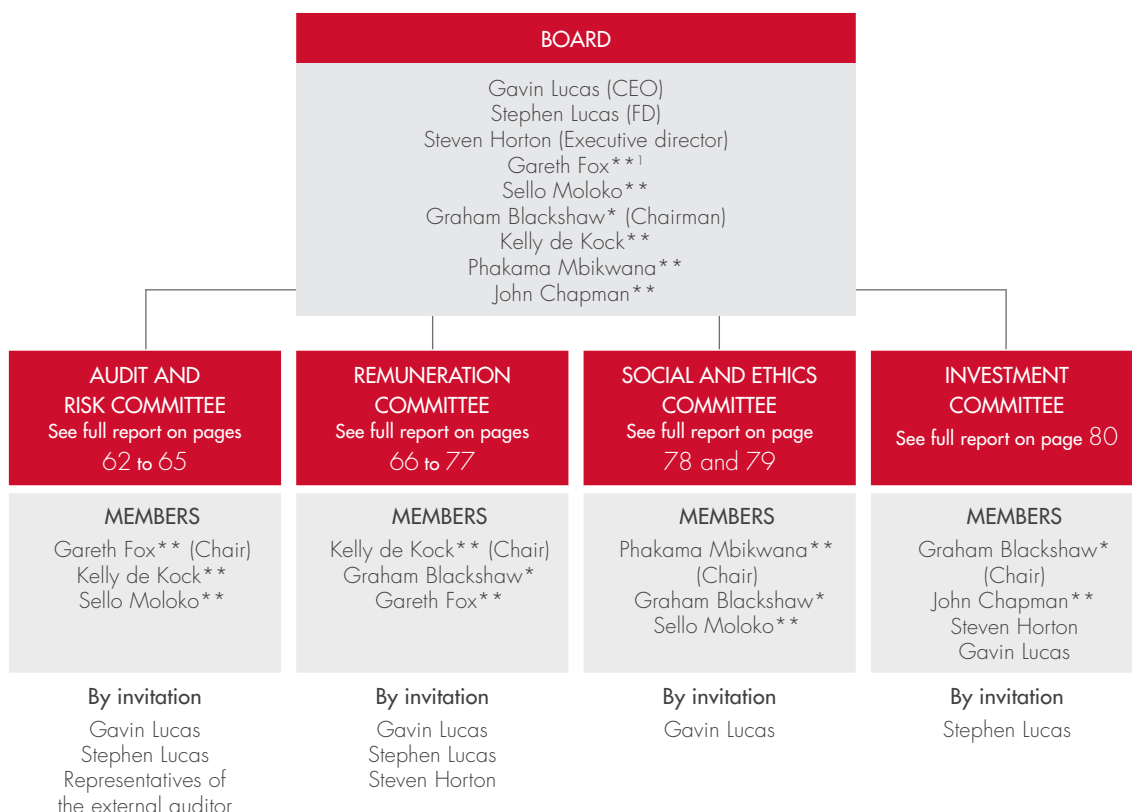 BOARD
Gavin Lucas (CEO)
Stephen Lucas (FD)
Steven Horton (Executive director)
Gareth Fox**¹
Sello Moloko**
Graham Blackshaw* (Chairman)
Kelly de Kock**
Phakama Mbikwana**
John Chapman**
AUDIT AND
RISK COMMITTEE
See full report on pages
62 to 65
MEMBERS
Gareth Fox** (Chair)
Kelly de Kock**
Sello Moloko**
By invitation
Gavin Lucas
Stephen Lucas
Representatives of
the external auditor
REMUNERATION
COMMITTEE
See full report on pages
66 to 77
MEMBERS
Kelly de Kock** (Chair)
Graham Blackshaw*
Gareth Fox**
By invitation
Gavin Lucas
Stephen Lucas
Steven Horton
SOCIAL AND ETHICS
COMMITTEE
See full report on page
78 and 79
MEMBERS
Phakama Mbikwana**
(Chair)
Graham Blackshaw*
Sello Moloko**
By invitation
Gavin Lucas
INVESTMENT
COMMITTEE
See full report on page 80
MEMBERS
Graham Blackshaw*
(Chair)
John Chapman**
Steven Horton
Gavin Lucas
By invitation
Stephen Lucas